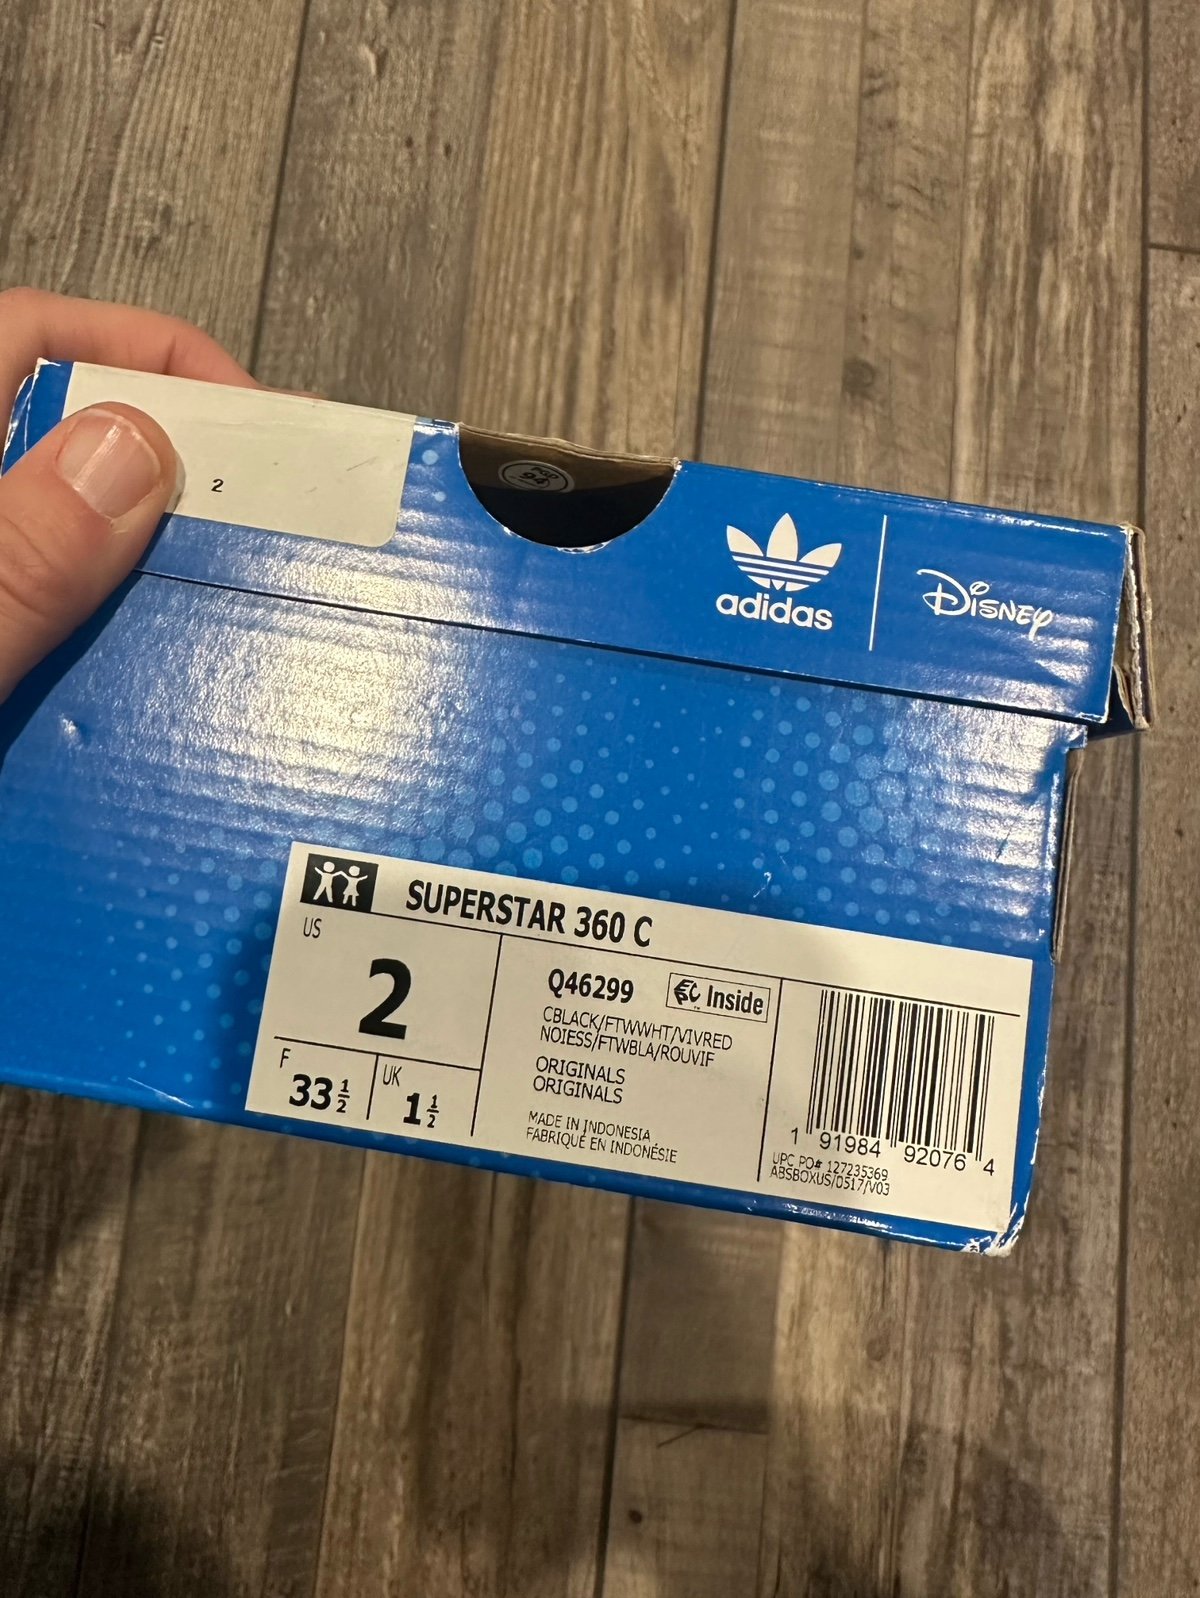 2
94
adidas
Disney
SUPERSTAR 360 C
US
2
F
33 1/2
UK
1 1/2
Q46299
Inside
CBLACK/FTWWHT/VIVRED
NOIESS/FTWBLA/ROUVIF
ORIGINALS
ORIGINALS
MADE IN INDONESIA
FABRIQUÉ EN INDONÉSIE
1 91984 92076 4
UPC PO# 127235369
ABSBOXUS/0517/V03